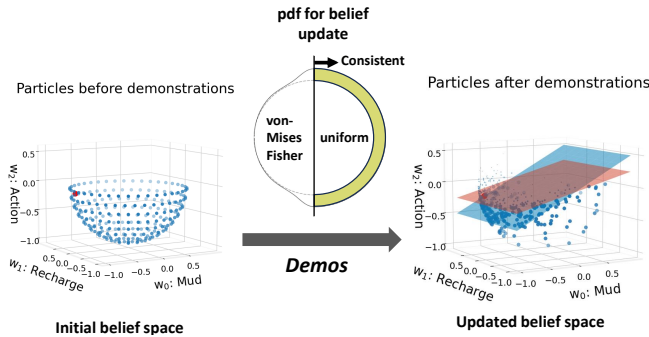 pdf for belief
update
Consistent
Particles before demonstrations
Particles after demonstrations
von-
Mises
Fisher
uniform
0.5
0.0
−0.5
−1.0
w₂: Action
0.5
0.0
−0.5
−1.0
w₁: Recharge
−1.0
−0.5
0.0
0.5
w₀: Mud
Demos
0.5
0.0
−0.5
−1.0
w₂: Action
0.5
0.0
−0.5
−1.0
w₁: Recharge
−1.0
−0.5
0.0
0.5
w₀: Mud
Initial belief space
Updated belief space